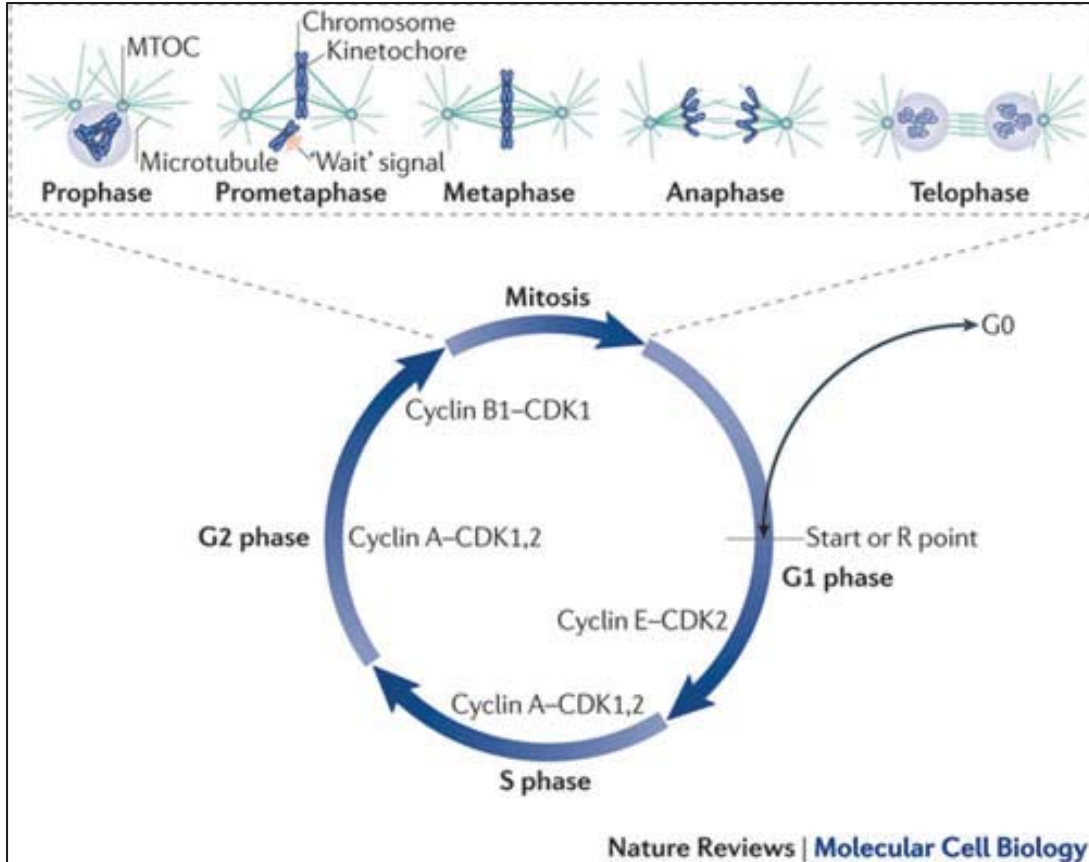 Chromosome
MTOC
Kinetochore
Microtubule
'Wait' signal
Prophase
Prometaphase
Metaphase
Anaphase
Telophase
Mitosis
G0
Cyclin B1–CDK1
G2 phase
Cyclin A–CDK1,2
Start or R point
G1 phase
Cyclin E–CDK2
Cyclin A–CDK1,2
S phase
Nature Reviews | Molecular Cell Biology